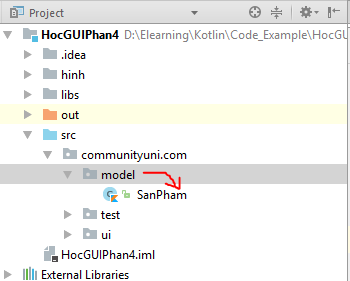 Project
HocGUIPhan4 D:\Elearning\Kotlin\Code_Example\HocGU
.idea
hinh
libs
out
src
communityuni.com
model
SanPham
test
ui
HocGUIPhan4.iml
External Libraries